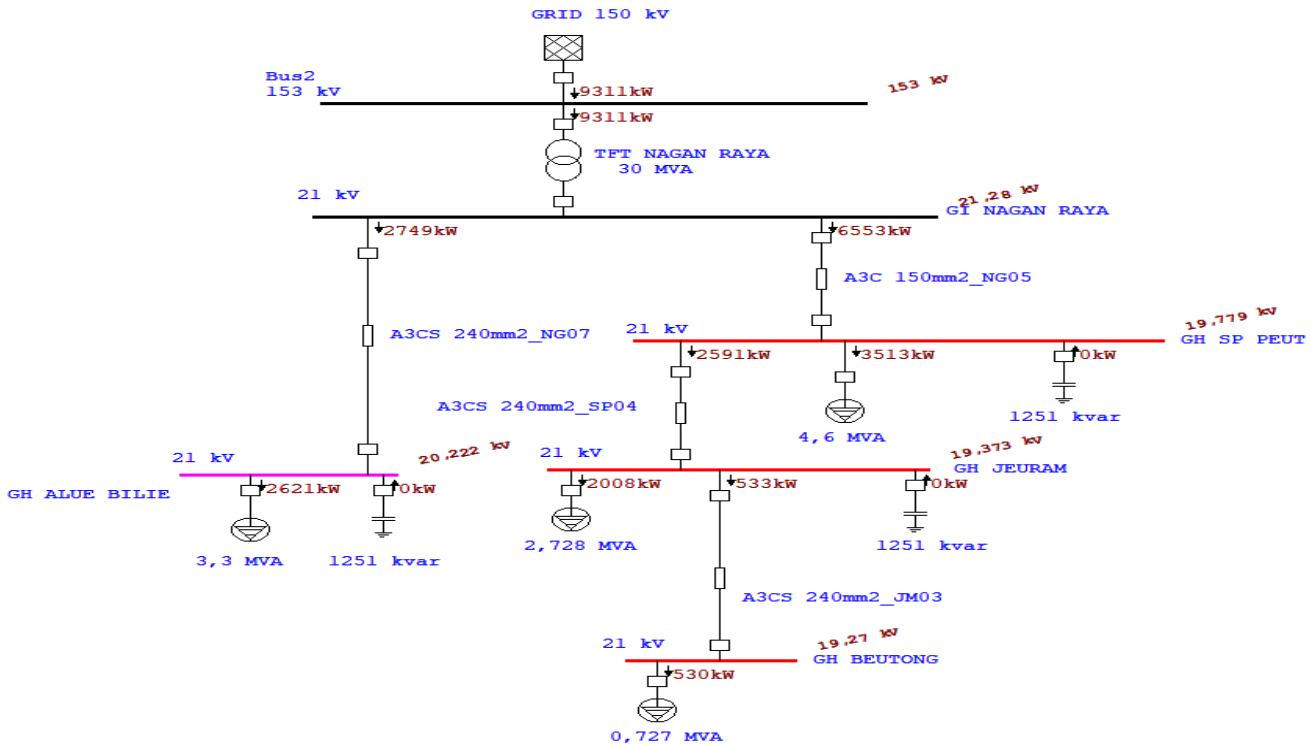 GRID 150 kV
Bus2
153 kV
9311kW
153 kV
9311kW
TFT NAGAN RAYA
30 MVA
21 kV
21,28 kV
GI NAGAN RAYA
2749kW
6553kW
A3C 150mm2_NG05
A3CS 240mm2_NG07
21 kV
19,779 kV
GH SP PEUT
2591kW
3513kW
0kW
A3CS 240mm2_SP04
4,6 MVA
1251 kvar
21 kV
20,222 kV
GH ALUE BILIE
2621kW
0kW
3,3 MVA
1251 kvar
21 kV
19,373 kV
GH JEURAM
2008kW
533kW
0kW
2,728 MVA
1251 kvar
A3CS 240mm2_JM03
21 kV
19,27 kV
GH BEUTONG
530kW
0,727 MVA